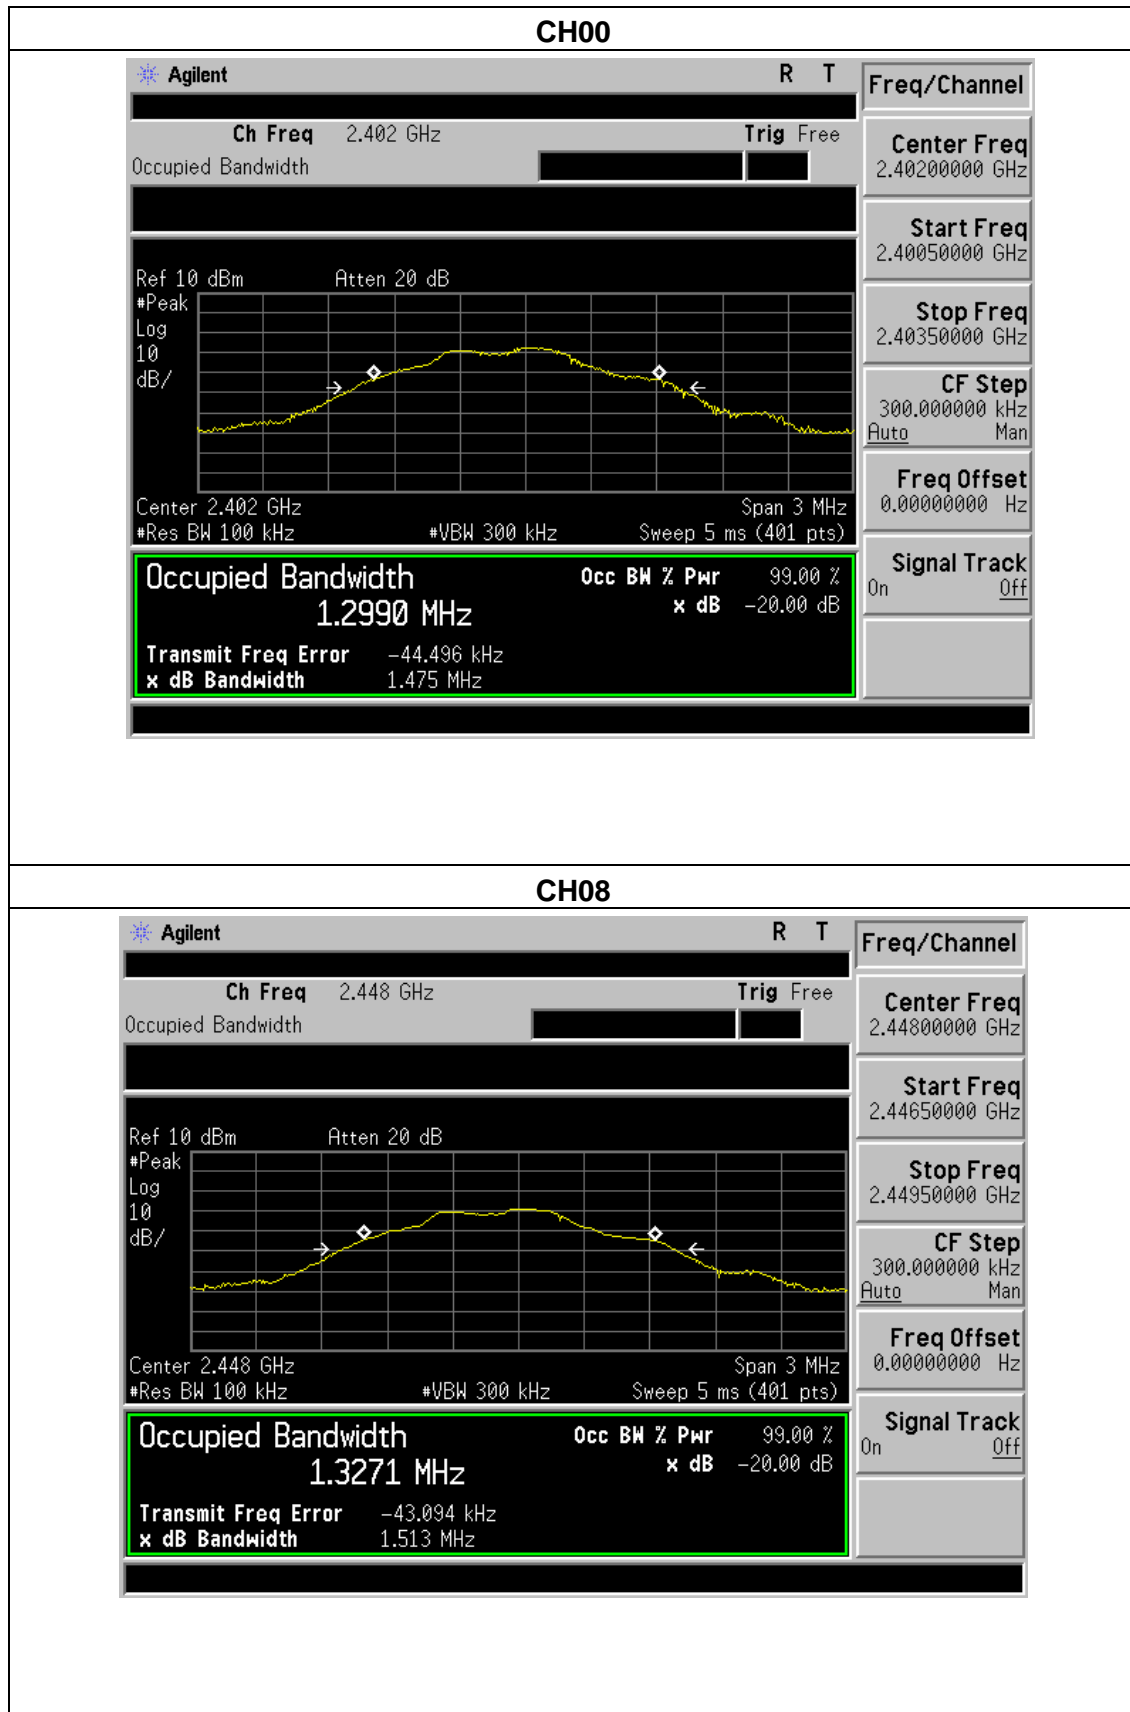 CH00
Agilent R T
Freq/Channel
Ch Freq 2.402 GHz Trig Free
Occupied Bandwidth
Center Freq
2.40200000 GHz
Start Freq
2.40050000 GHz
Stop Freq
2.40350000 GHz
CF Step
300.000000 kHz
Auto Man
Freq Offset
0.00000000 Hz
Signal Track
On Off
Ref 10 dBm Atten 20 dB
#Peak
Log
10
dB/
Center 2.402 GHz Span 3 MHz
#Res BW 100 kHz #VBW 300 kHz Sweep 5 ms (401 pts)
Occupied Bandwidth Occ BW % Pwr 99.00 %
1.2990 MHz x dB -20.00 dB
Transmit Freq Error -44.496 kHz
x dB Bandwidth 1.475 MHz
CH08
Agilent R T
Freq/Channel
Ch Freq 2.448 GHz Trig Free
Occupied Bandwidth
Center Freq
2.44800000 GHz
Start Freq
2.44650000 GHz
Stop Freq
2.44950000 GHz
CF Step
300.000000 kHz
Auto Man
Freq Offset
0.00000000 Hz
Signal Track
On Off
Ref 10 dBm Atten 20 dB
#Peak
Log
10
dB/
Center 2.448 GHz Span 3 MHz
#Res BW 100 kHz #VBW 300 kHz Sweep 5 ms (401 pts)
Occupied Bandwidth Occ BW % Pwr 99.00 %
1.3271 MHz x dB -20.00 dB
Transmit Freq Error -43.094 kHz
x dB Bandwidth 1.513 MHz